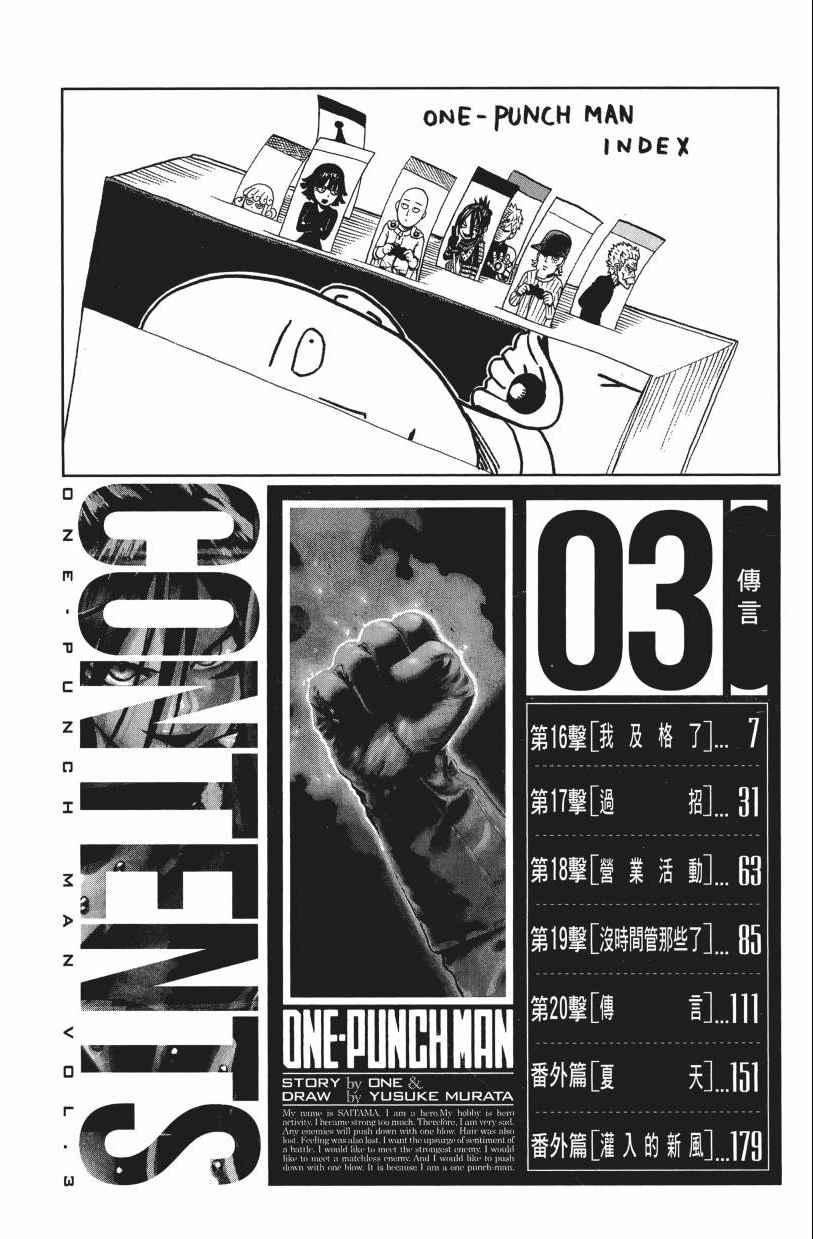 ONE-PUNCH MAN
INDEX
10
CONTENTS
ONE-PUNCH MAN VOL.3
03
傳言
第16擊[我及格了]...7
第17擊[過招]...31
第18擊[營業活動]...63
第19擊[沒時間管那些了]...85
第20擊[傳言]...111
番外篇[夏天]...151
番外篇[灌入的新風]...179
ONE-PUNCH MAN
STORY by ONE &
DRAW by YUSUKE MURATA
My name is SAITAMA. I am a hero.My hobby is hero
activity. I became strong too much. Therefore, I am very sad.
Any enemies will push down with one blow. Hair was also
lost. Feeling was also lost. I want the upsurge of sentiment of
a battle. I would like to meet the strongest enemy. I would
like to meet a matchless enemy. And I would like to push
down with one blow. It is because I am a one punch-man.